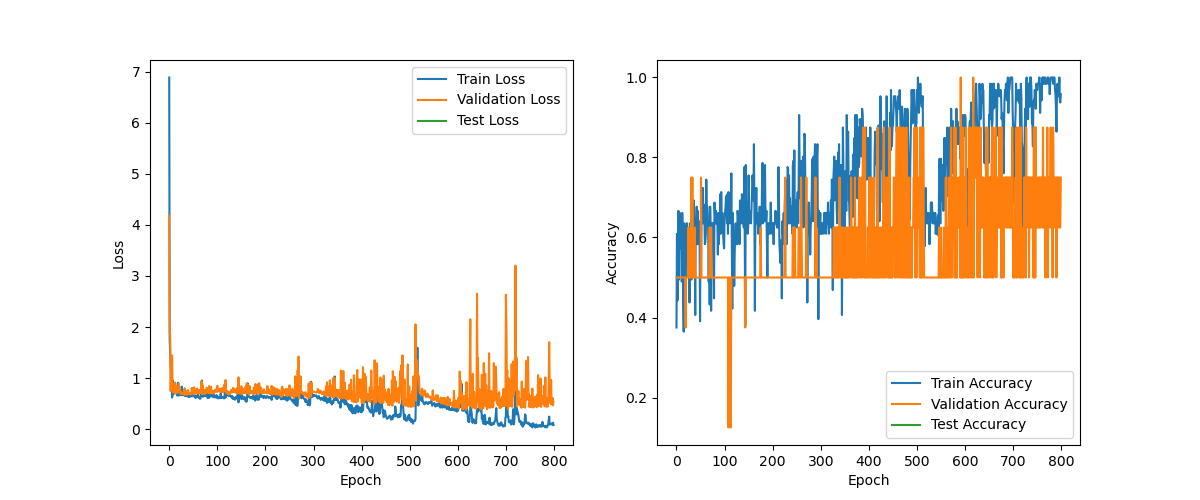 7
6
5
4
3
2
1
0
Loss
0 100 200 300 400 500 600 700 800
Epoch
Train Loss
Validation Loss
Test Loss
1.0
0.8
0.6
0.4
0.2
Accuracy
0 100 200 300 400 500 600 700 800
Epoch
Train Accuracy
Validation Accuracy
Test Accuracy